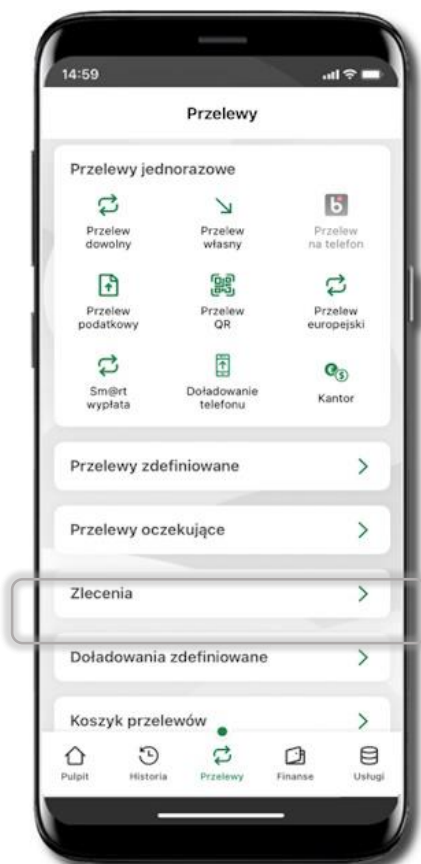 14:59
Przelewy
Przelewy jednorazowe
Przelew
dowolny
Przelew
własny
Przelew
na telefon
Przelew
podatkowy
Przelew
QR
Przelew
europejski
Sm@rt
wypłata
Doładowanie
telefonu
Kantor
Przelewy zdefiniowane
Przelewy oczekujące
Zlecenia
Doładowania zdefiniowane
Koszyk przelewów
Pulpit
Historia
Przelewy
Finanse
Usługi